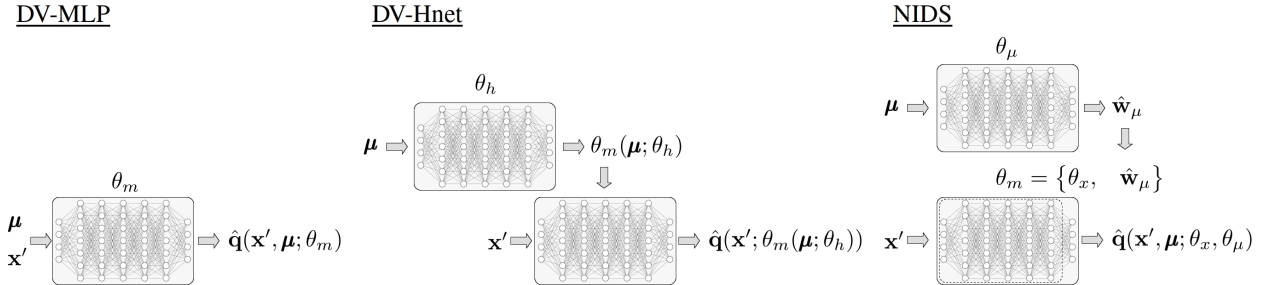 DV-MLP
θ_m
μ
x′
q̂(x′, μ; θ_m)
DV-Hnet
θ_h
μ
θ_m(μ; θ_h)
x′
q̂(x′; θ_m(μ; θ_h))
NIDS
θ_μ
μ
ŵ_μ
θ_m = {θ_x, ŵ_μ}
x′
q̂(x′, μ; θ_x, θ_μ)